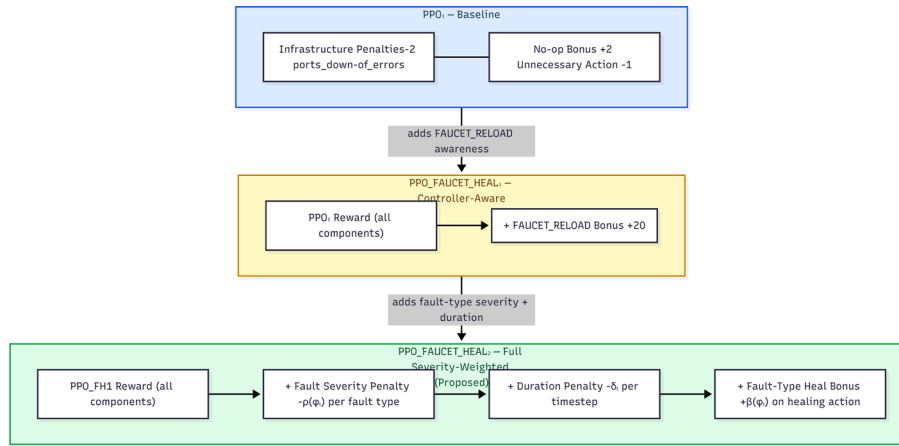 PPO₁ — Baseline
Infrastructure Penalties-2
ports_down-of_errors
No-op Bonus +2
Unnecessary Action -1
adds FAUCET_RELOAD
awareness
PPO_FAUCET_HEAL₁ —
Controller-Aware
PPO₁ Reward (all
components)
+ FAUCET_RELOAD Bonus +20
adds fault-type severity +
duration
PPO_FAUCET_HEAL₂ — Full
Severity-Weighted
(Proposed)
PPO_FH1 Reward (all
components)
+ Fault Severity Penalty
-ρ(φᵢ) per fault type
+ Duration Penalty -δᵢ per
timestep
+ Fault-Type Heal Bonus
+β(φᵢ) on healing action